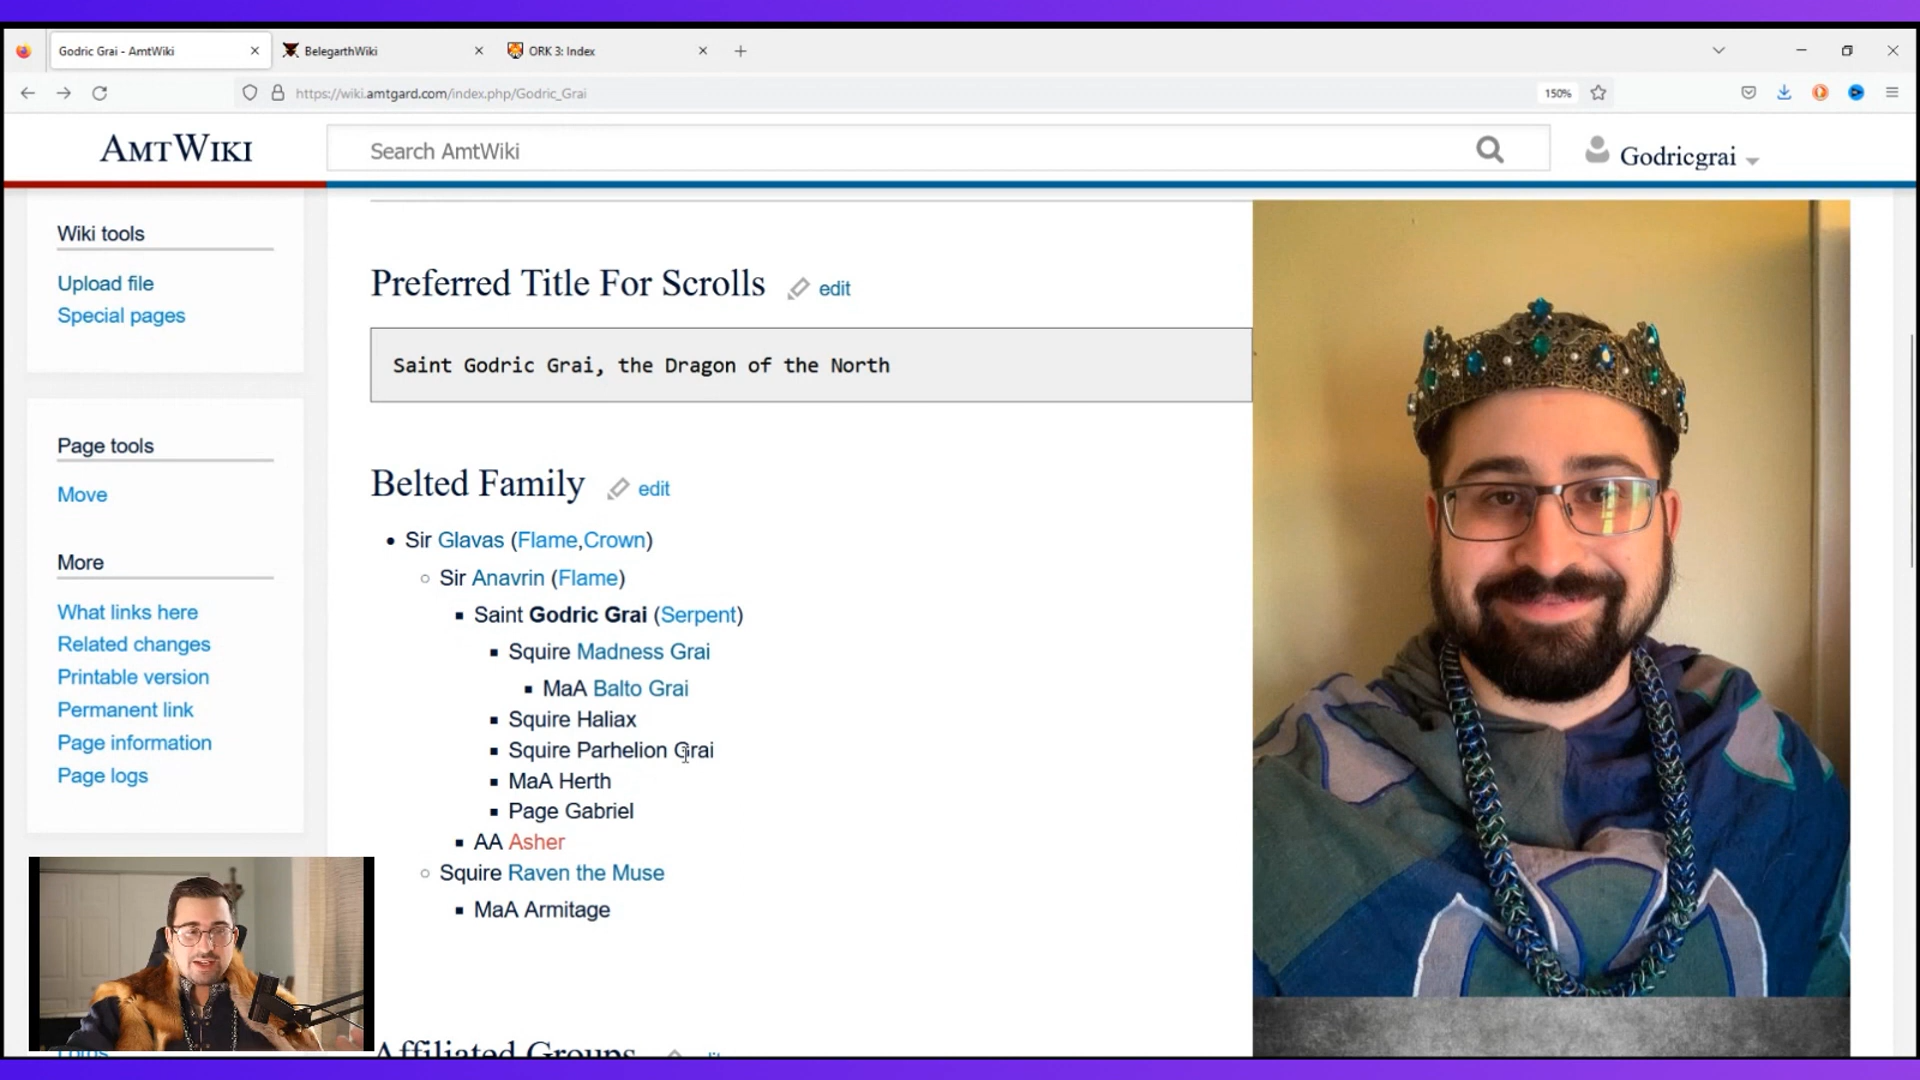 Godric Grai - AmtWiki
BelegarthWiki
ORK 3: Index
https://wiki.amtgard.com/index.php/Godric_Grai
150%
AMTWIKI
Search AmtWiki
Godricgrai
Wiki tools
Upload file
Special pages
Page tools
Move
More
What links here
Related changes
Printable version
Permanent link
Page information
Page logs
Preferred Title For Scrolls edit
Saint Godric Grai, the Dragon of the North
Belted Family edit
Sir Glavas (Flame,Crown)
Sir Anavrin (Flame)
Saint Godric Grai (Serpent)
Squire Madness Grai
MaA Balto Grai
Squire Haliax
Squire Parhelion Grai
MaA Herth
Page Gabriel
AA Asher
Squire Raven the Muse
MaA Armitage
Affiliated Groups edit